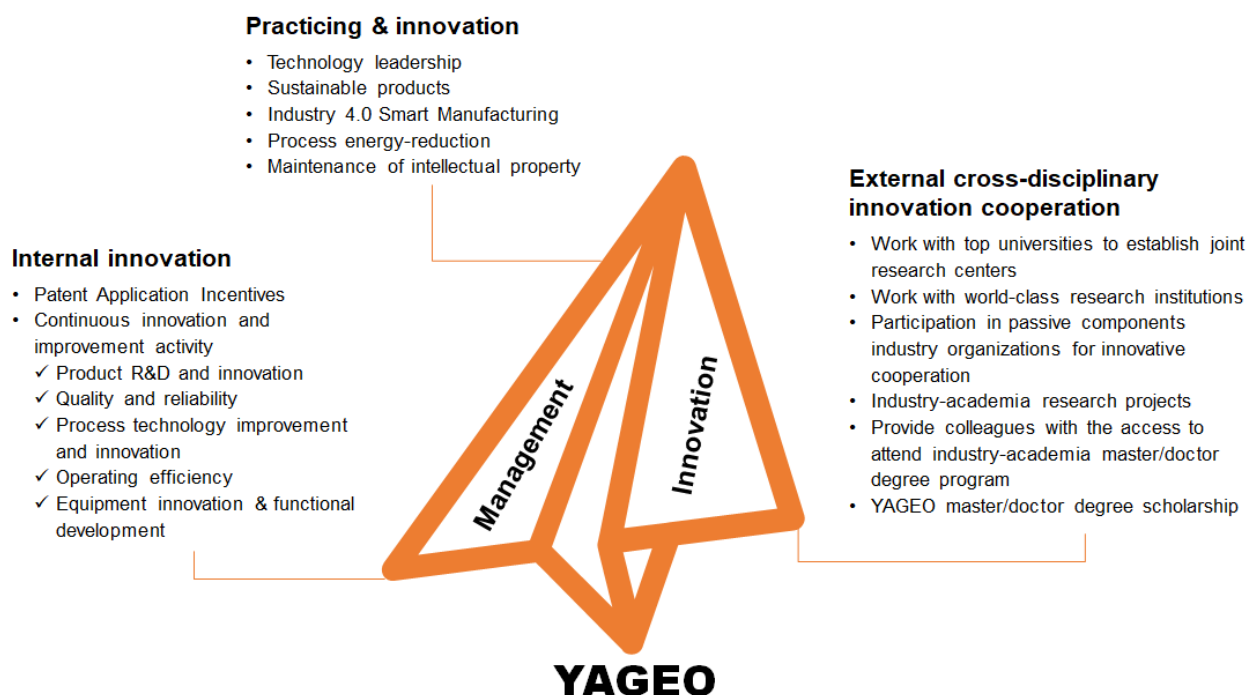 Practicing & innovation
• Technology leadership
• Sustainable products
• Industry 4.0 Smart Manufacturing
• Process energy-reduction
• Maintenance of intellectual property
Internal innovation
• Patent Application Incentives
• Continuous innovation and
improvement activity
✓ Product R&D and innovation
✓ Quality and reliability
✓ Process technology improvement
and innovation
✓ Operating efficiency
✓ Equipment innovation & functional
development
Management
Innovation
External cross-disciplinary
innovation cooperation
• Work with top universities to establish joint
research centers
• Work with world-class research institutions
• Participation in passive components
industry organizations for innovative
cooperation
• Industry-academia research projects
• Provide colleagues with the access to
attend industry-academia master/doctor
degree program
• YAGEO master/doctor degree scholarship
YAGEO